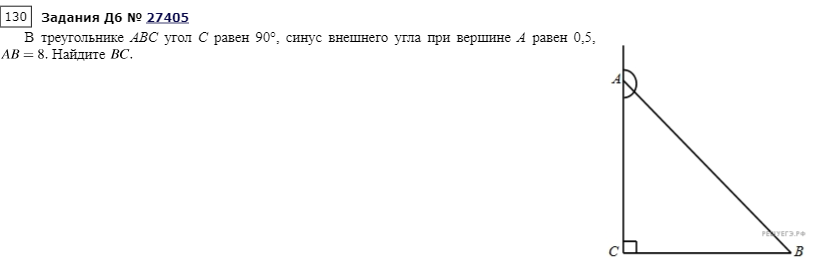 130 Задания Д6 № 27405
В треугольнике ABC угол C равен 90°, синус внешнего угла при вершине A равен 0,5,
AB = 8. Найдите BC.
A
РЕШУЕГЭ.РФ
C B